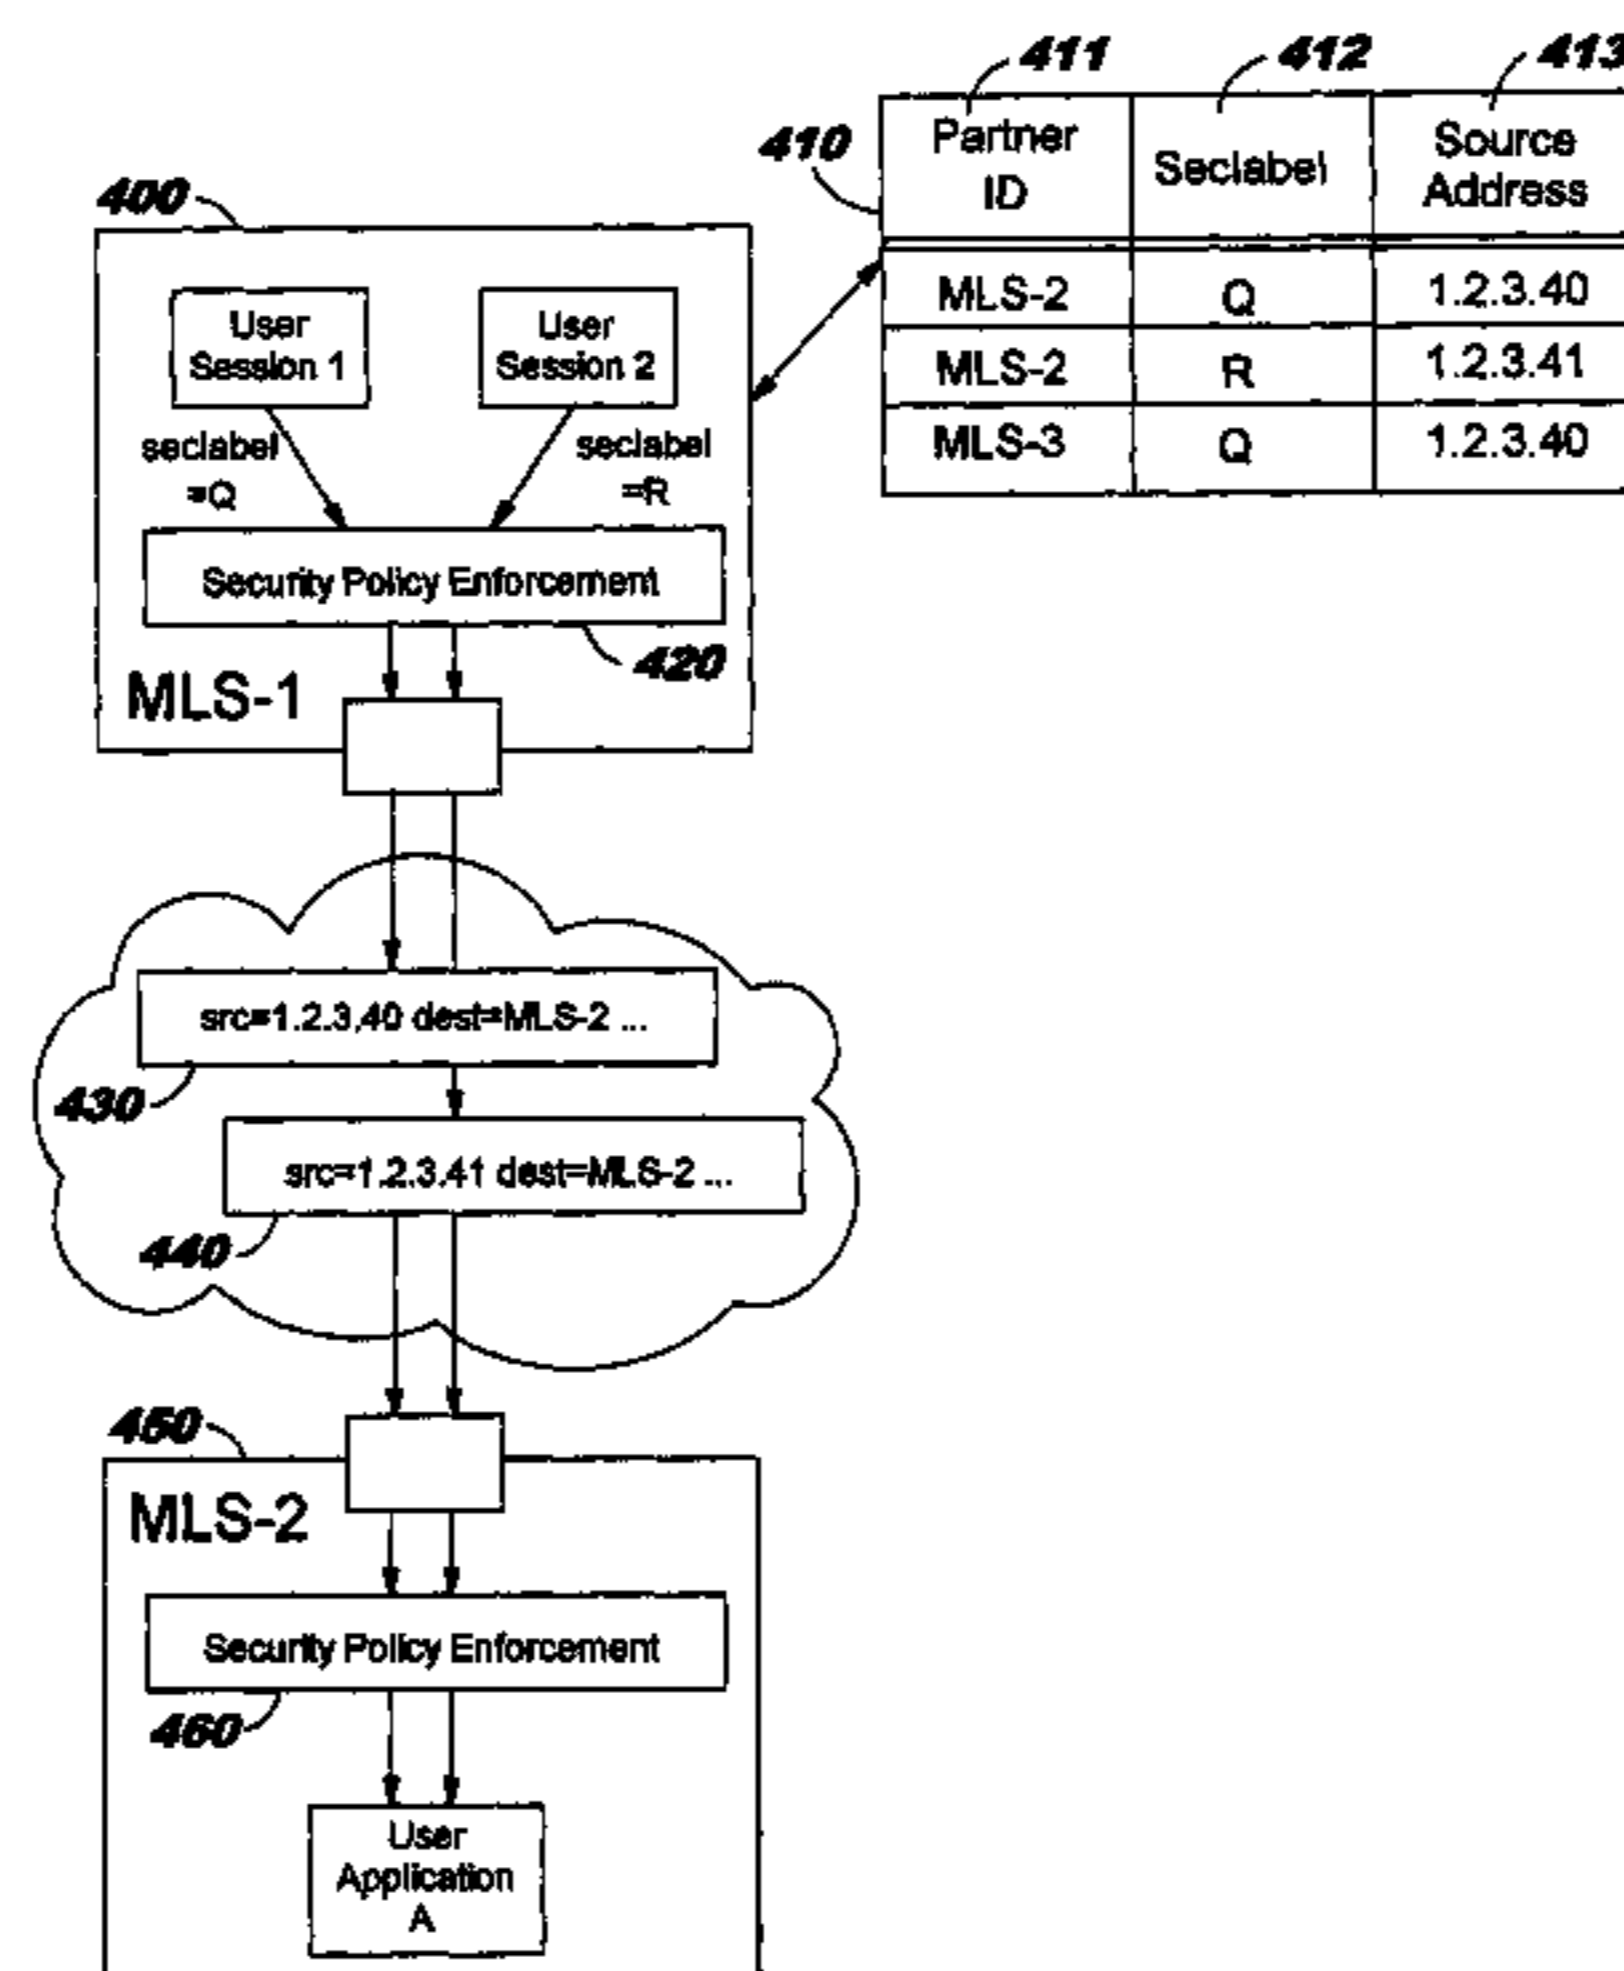 411
412
413
410
Partner
ID
Seclabel
Source
Address
MLS-2 Q 1.2.3.40
MLS-2 R 1.2.3.41
MLS-3 Q 1.2.3.40
400
User
Session 1
User
Session 2
seclabel
=Q
seclabel
=R
Security Policy Enforcement
420
MLS-1
src=1.2.3.40 dest=MLS-2 ...
430
src=1.2.3.41 dest=MLS-2 ...
440
450
MLS-2
Security Policy Enforcement
460
User
Application
A